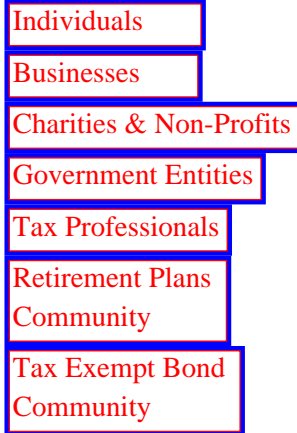 Individuals
Businesses
Charities & Non-Profits
Government Entities
Tax Professionals
Retirement Plans
Community
Tax Exempt Bond
Community